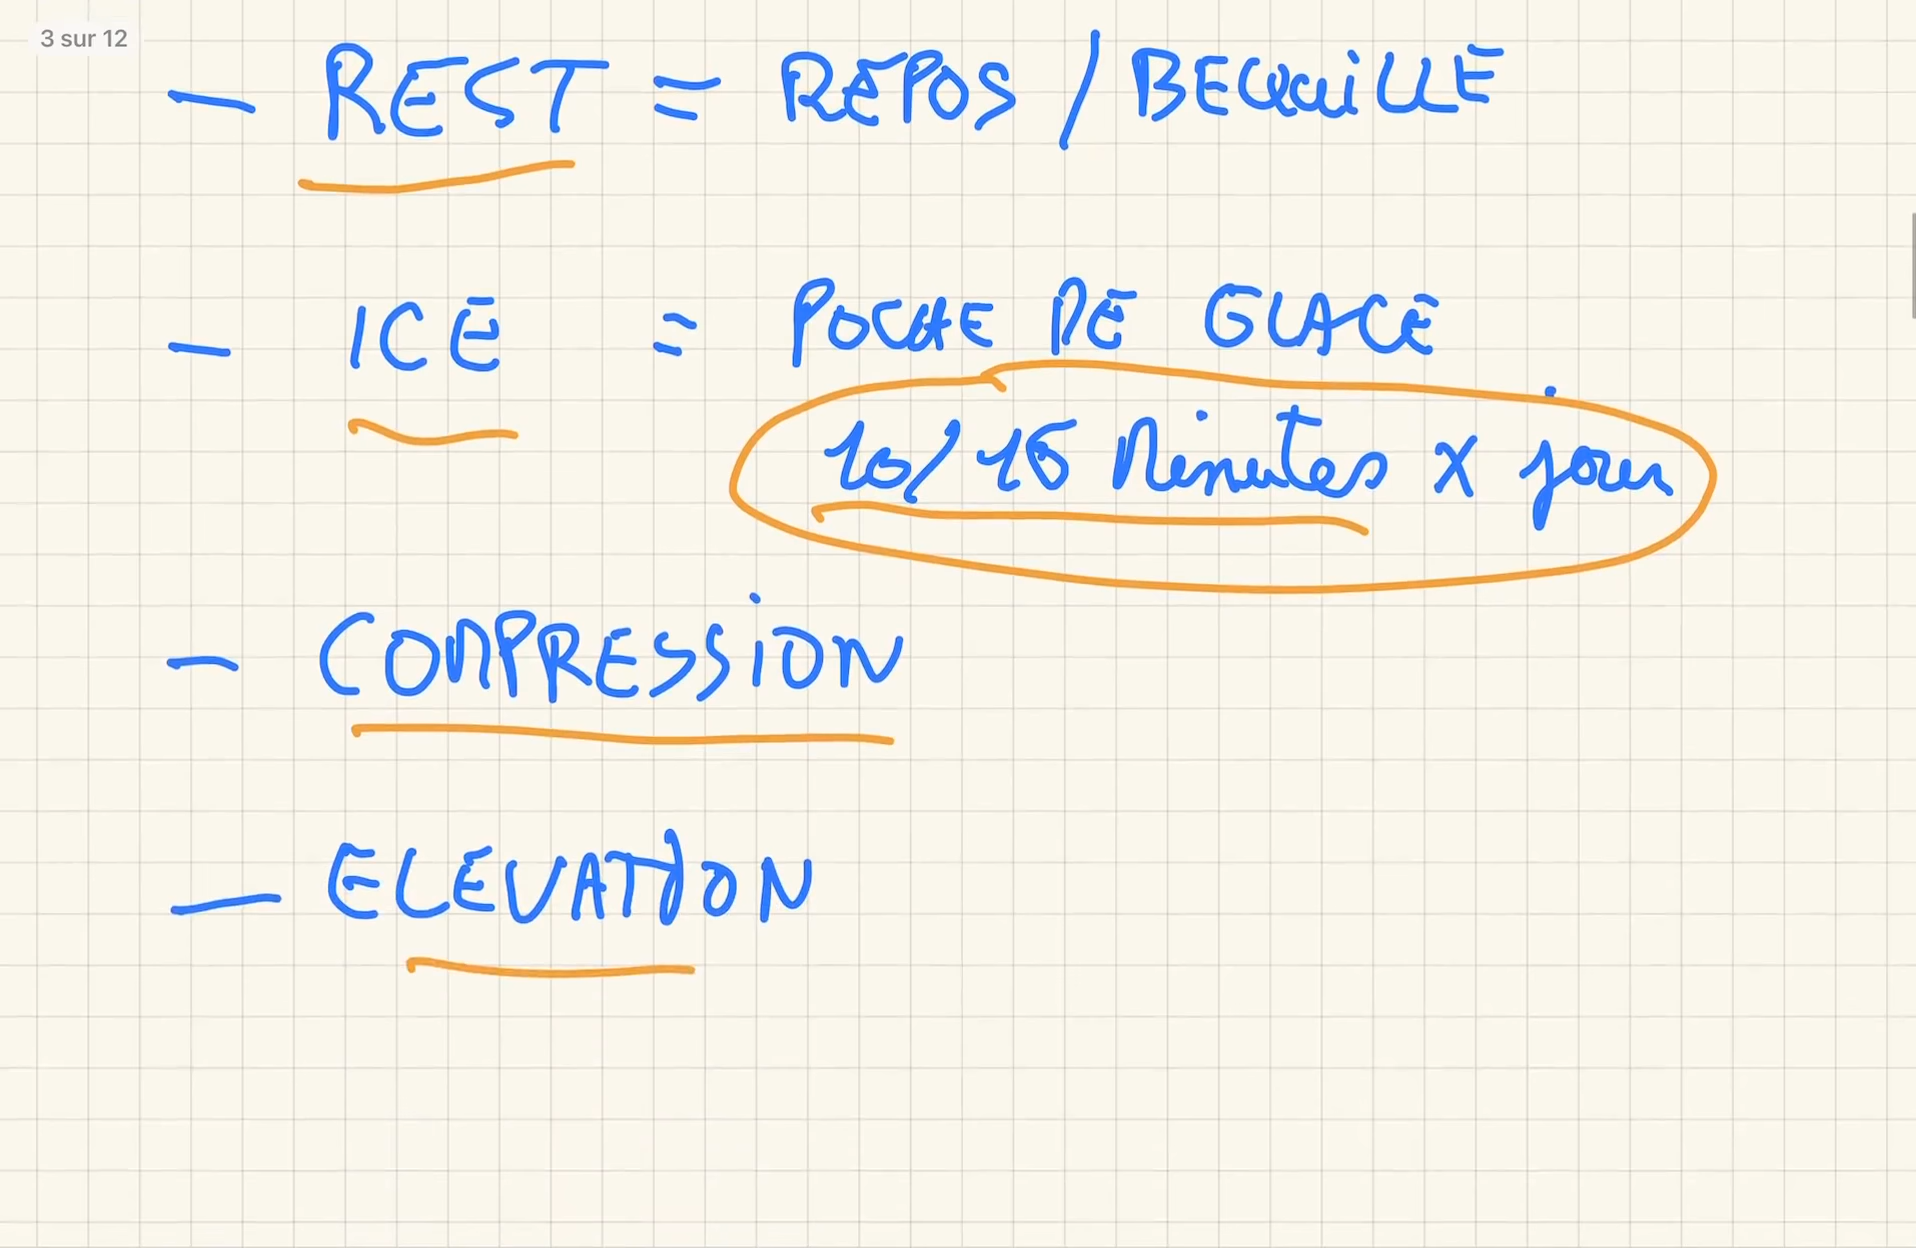 3 sur 12
— REST = REPOS / BEQUILLE
— ICE = POCHE DE GLACE
10/15 Minutes x jour
— COMPRESSION
— ELEVATION